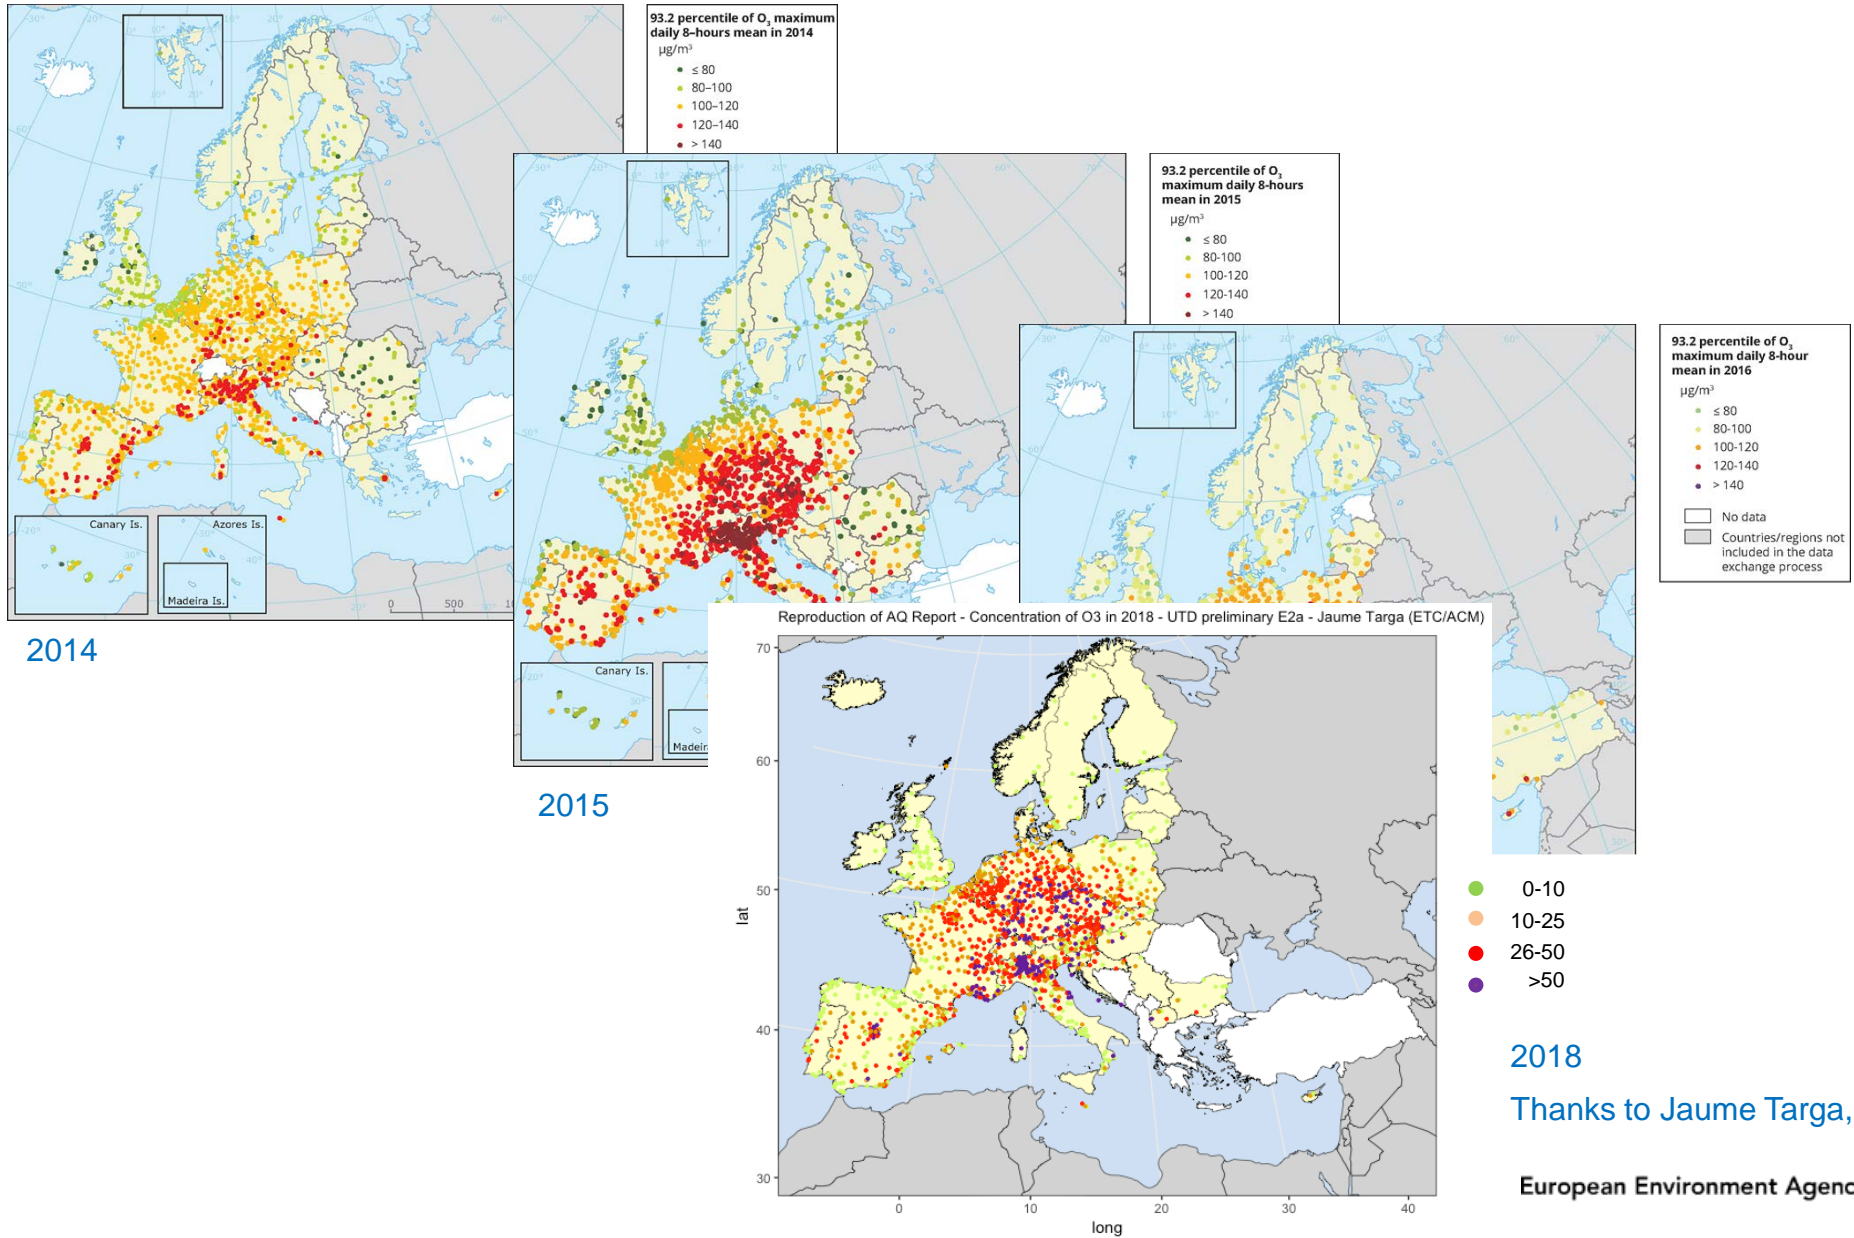 93.2 percentile of O3 maximum
daily 8–hours mean in 2014
µg/m³
≤ 80
80–100
100–120
120–140
> 140
Canary Is.
Azores Is.
Madeira Is.
0 500
2014
93.2 percentile of O3
maximum daily 8-hours
mean in 2015
µg/m³
≤ 80
80-100
100-120
120-140
> 140
Canary Is.
Madeir
2015
93.2 percentile of O3
maximum daily 8-hour
mean in 2016
µg/m³
≤ 80
80-100
100-120
120-140
> 140
No data
Countries/regions not
included in the data
exchange process
Reproduction of AQ Report - Concentration of O3 in 2018 - UTD preliminary E2a - Jaume Targa (ETC/ACM)
70
60
50
40
30
lat
0 10 20 30 40
long
0-10
10-25
26-50
>50
2018
Thanks to Jaume Targa,
European Environment Agenc